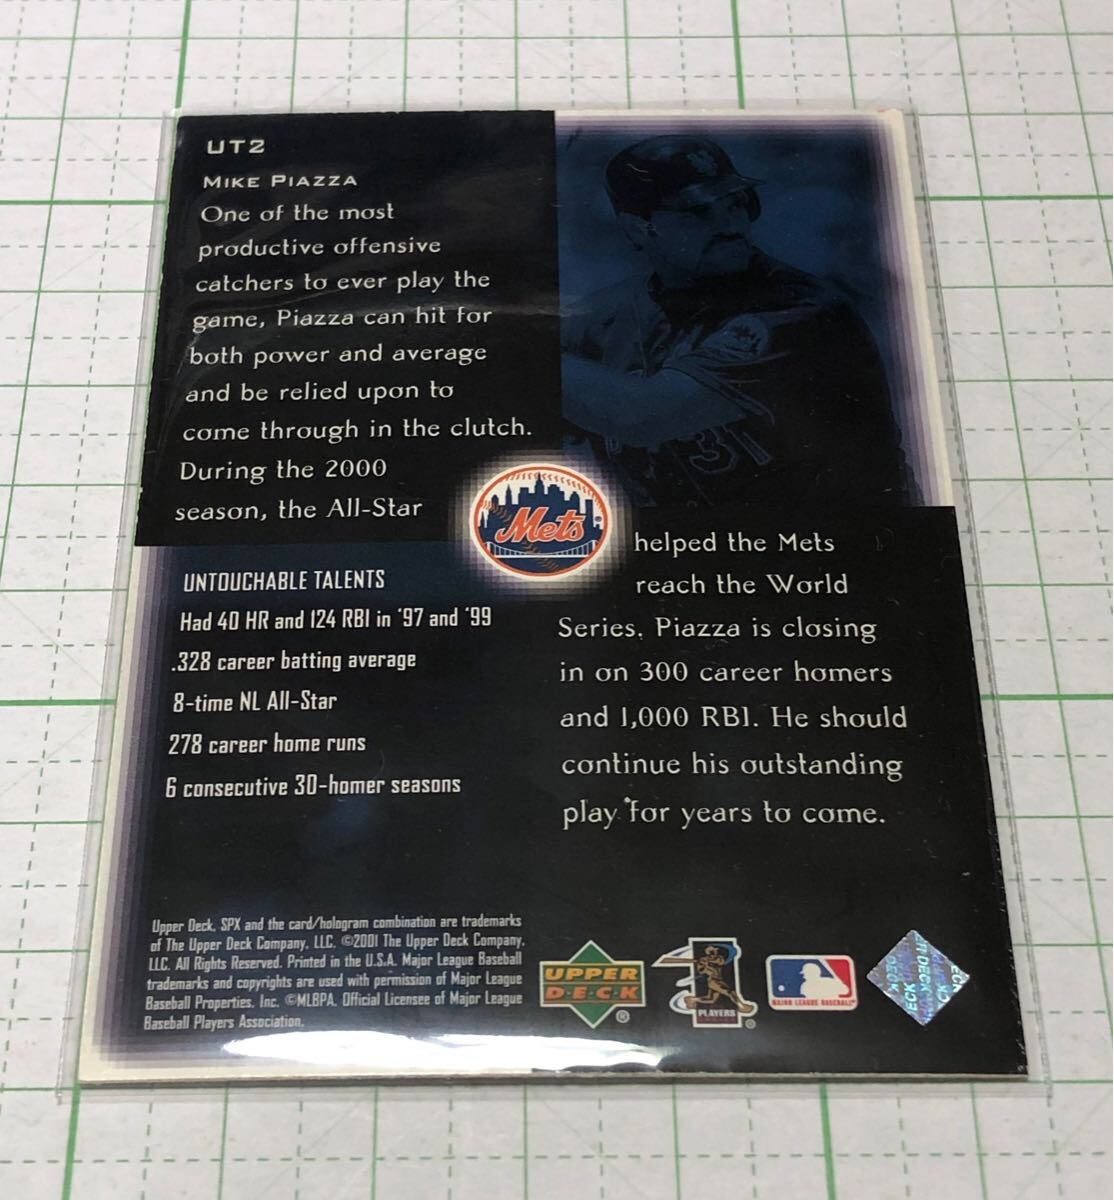 UT2
MIKE PIAZZA
One of the most
productive offensive
catchers to ever play the
game, Piazza can hit for
both power and average
and be relied upon to
come through in the clutch.
During the 2000
season, the All-Star
helped the Mets
reach the World
Series. Piazza is closing
in on 300 career homers
and 1,000 RBI. He should
continue his outstanding
play for years to come.
31
Mets
UNTOUCHABLE TALENTS
Had 40 HR and 124 RBI in '97 and '99
.328 career batting average
8-time NL All-Star
278 career home runs
6 consecutive 30-homer seasons
Upper Deck, SPX and the card/hologram combination are trademarks
of The Upper Deck Company, LLC. ©2001 The Upper Deck Company,
LLC. All Rights Reserved. Printed in the U.S.A. Major League Baseball
trademarks and copyrights are used with permission of Major League
Baseball Properties, Inc. ©MLBPA. Official Licensee of Major League
Baseball Players Association.
UPPER
D·E·C·K
®
PLAYERS
®
MAJOR LEAGUE BASEBALL